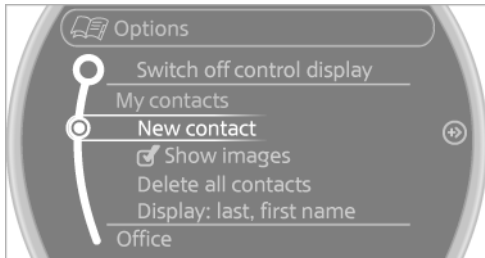 Options
Switch off control display
My contacts
New contact
Show images
Delete all contacts
Display: last, first name
Office